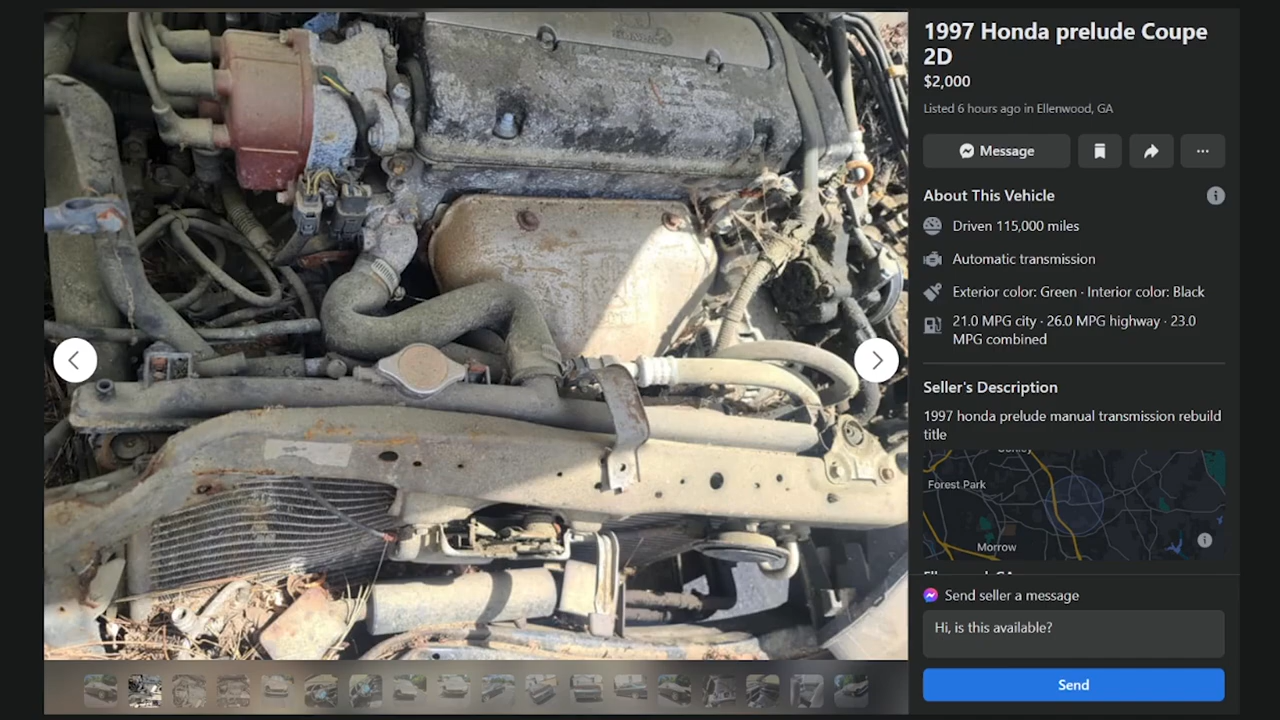 1997 Honda prelude Coupe
2D
$2,000
Listed 6 hours ago in Ellenwood, GA
Message
About This Vehicle
Driven 115,000 miles
Automatic transmission
Exterior color: Green · Interior color: Black
21.0 MPG city · 26.0 MPG highway · 23.0
MPG combined
Seller's Description
1997 honda prelude manual transmission rebuild
title
Forest Park
Morrow
Send seller a message
Hi, is this available?
Send